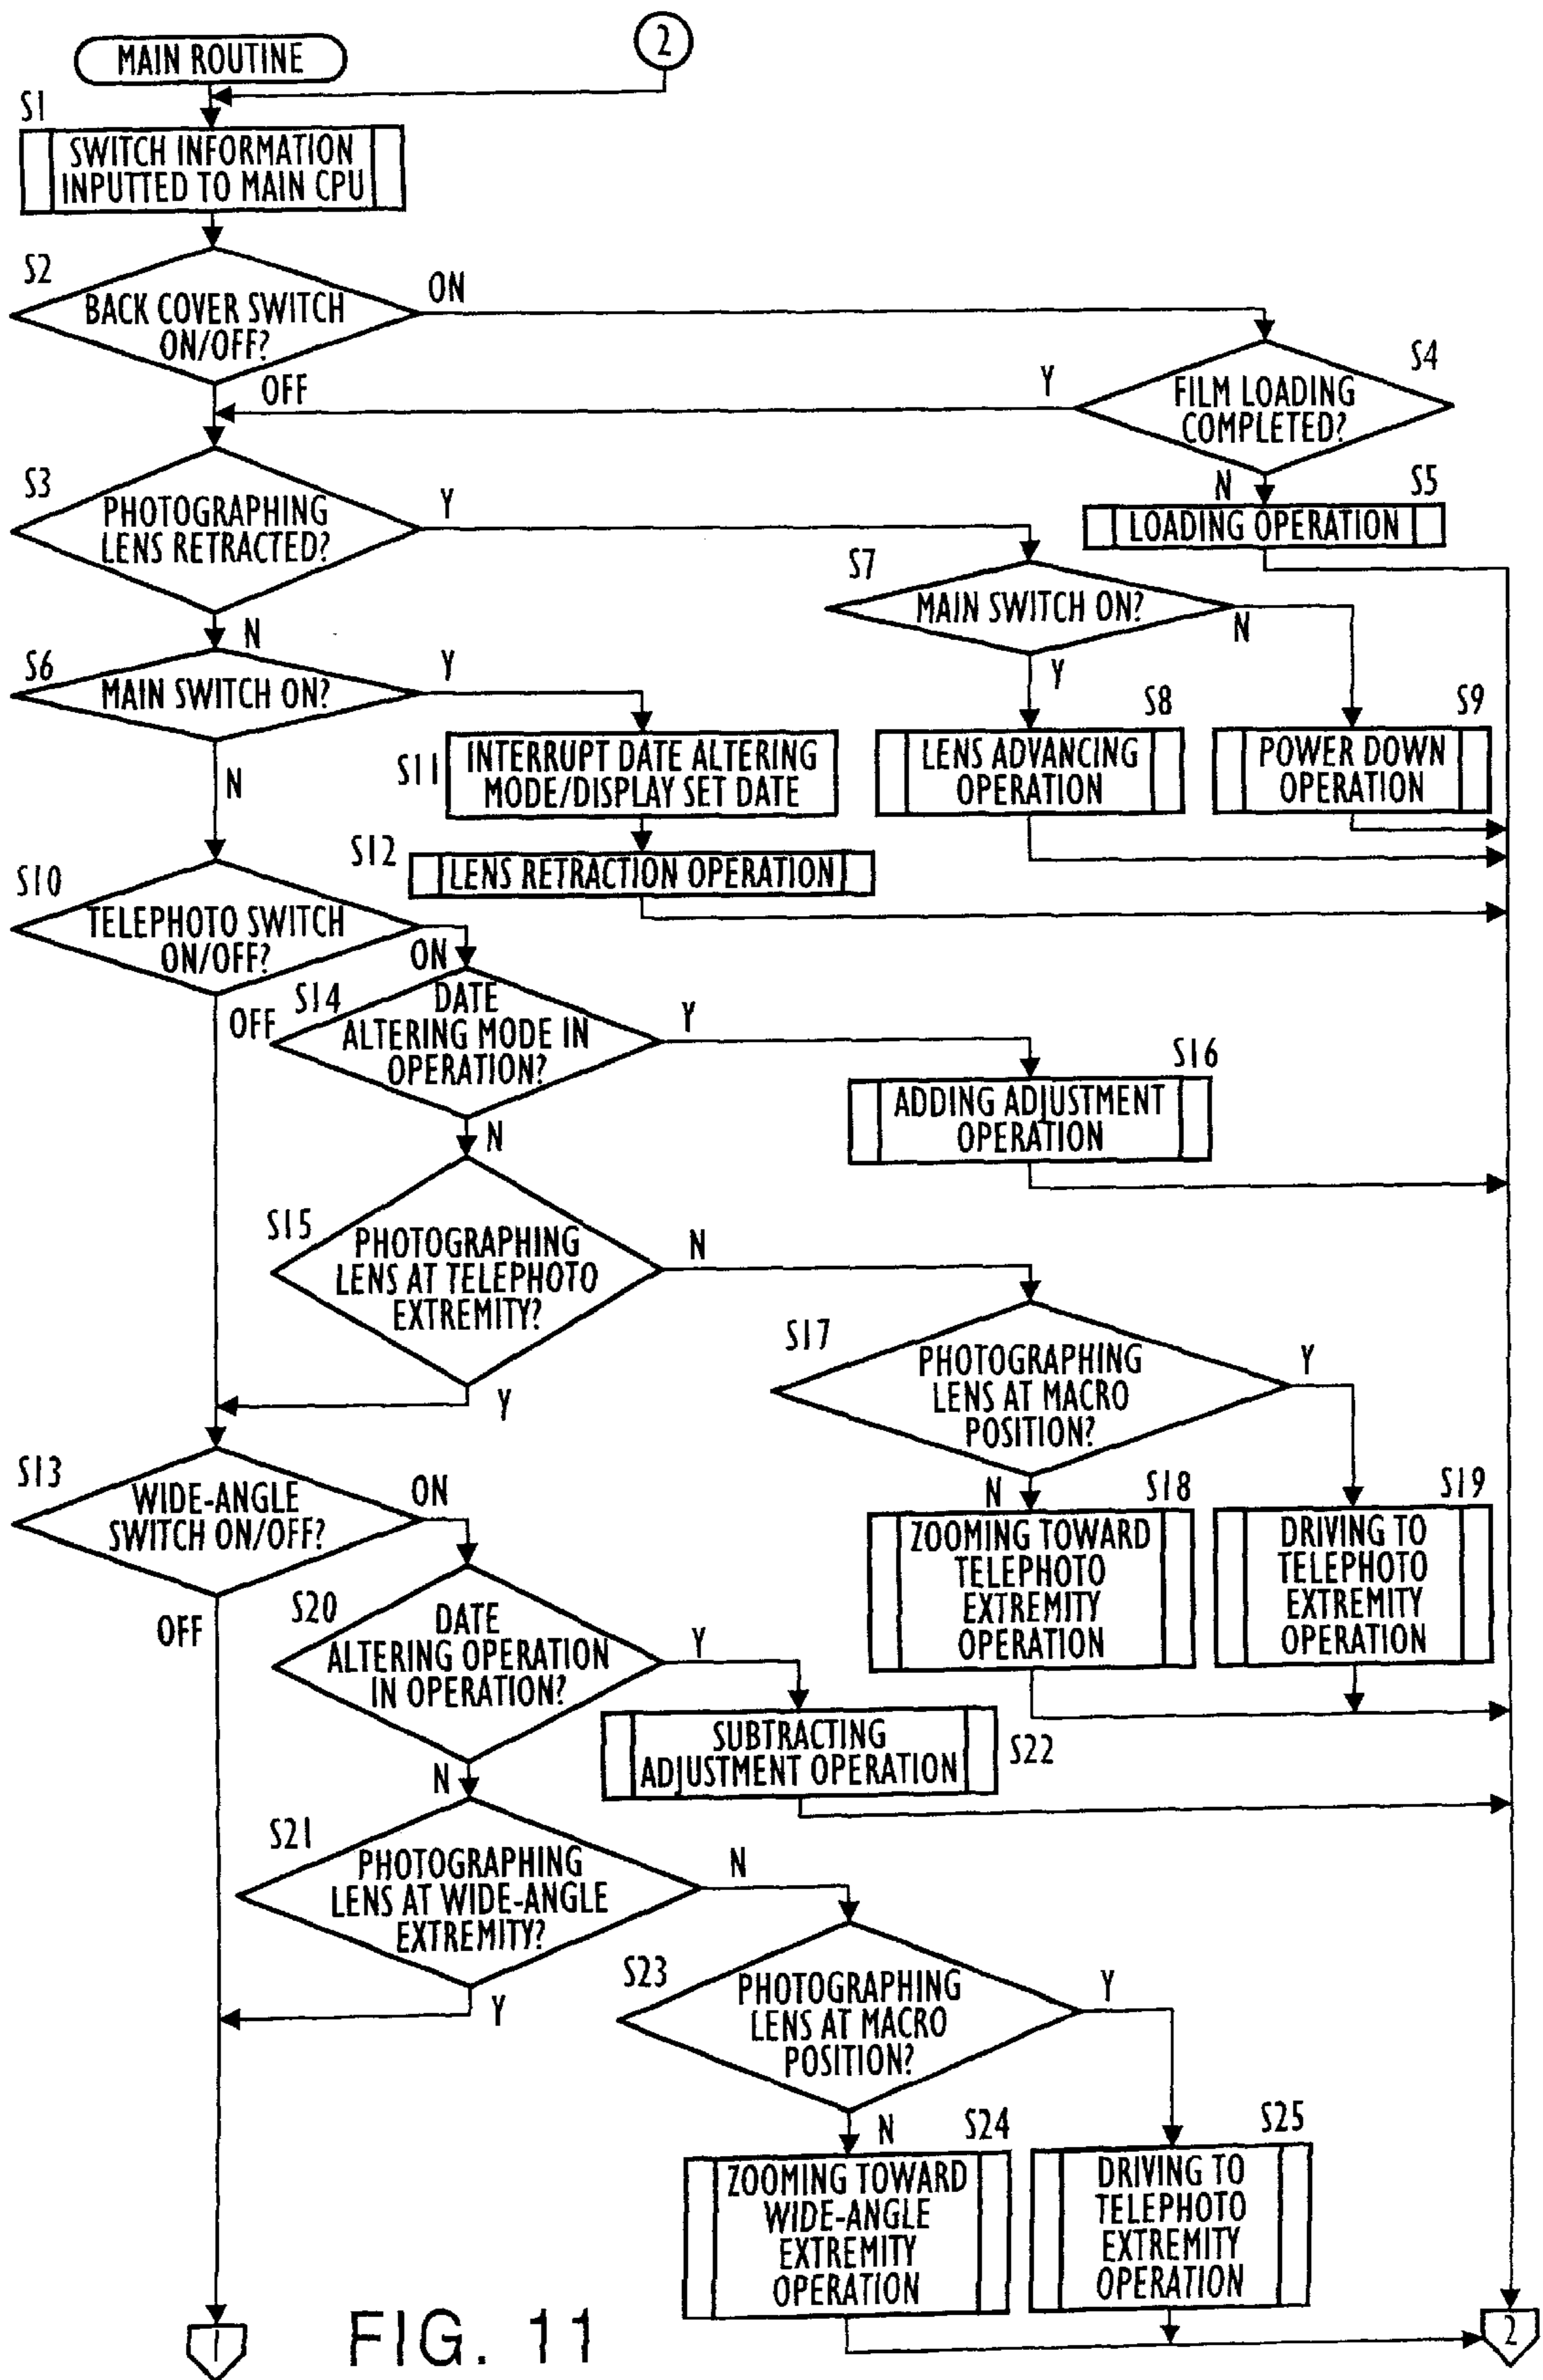 MAIN ROUTINE
2
S1
SWITCH INFORMATION
INPUTTED TO MAIN CPU
S2
BACK COVER SWITCH
ON/OFF?
ON
OFF
S4
FILM LOADING
COMPLETED?
Y
N
S5
LOADING OPERATION
S3
PHOTOGRAPHING
LENS RETRACTED?
Y
N
S7
MAIN SWITCH ON?
N
Y
S6
MAIN SWITCH ON?
Y
N
S8
LENS ADVANCING
OPERATION
S9
POWER DOWN
OPERATION
S11
INTERRUPT DATE ALTERING
MODE/DISPLAY SET DATE
S12
LENS RETRACTION OPERATION
S10
TELEPHOTO SWITCH
ON/OFF?
ON
OFF
S14
DATE
ALTERING MODE IN
OPERATION?
Y
N
S16
ADDING ADJUSTMENT
OPERATION
S15
PHOTOGRAPHING
LENS AT TELEPHOTO
EXTREMITY?
N
Y
S17
PHOTOGRAPHING
LENS AT MACRO
POSITION?
Y
N
S18
ZOOMING TOWARD
TELEPHOTO
EXTREMITY
OPERATION
S19
DRIVING TO
TELEPHOTO
EXTREMITY
OPERATION
S13
WIDE-ANGLE
SWITCH ON/OFF?
ON
OFF
S20
DATE
ALTERING OPERATION
IN OPERATION?
Y
N
SUBTRACTING
ADJUSTMENT OPERATION
S22
S21
PHOTOGRAPHING
LENS AT WIDE-ANGLE
EXTREMITY?
N
Y
S23
PHOTOGRAPHING
LENS AT MACRO
POSITION?
Y
N
S24
ZOOMING TOWARD
WIDE-ANGLE
EXTREMITY
OPERATION
S25
DRIVING TO
TELEPHOTO
EXTREMITY
OPERATION
1
FIG. 11
2